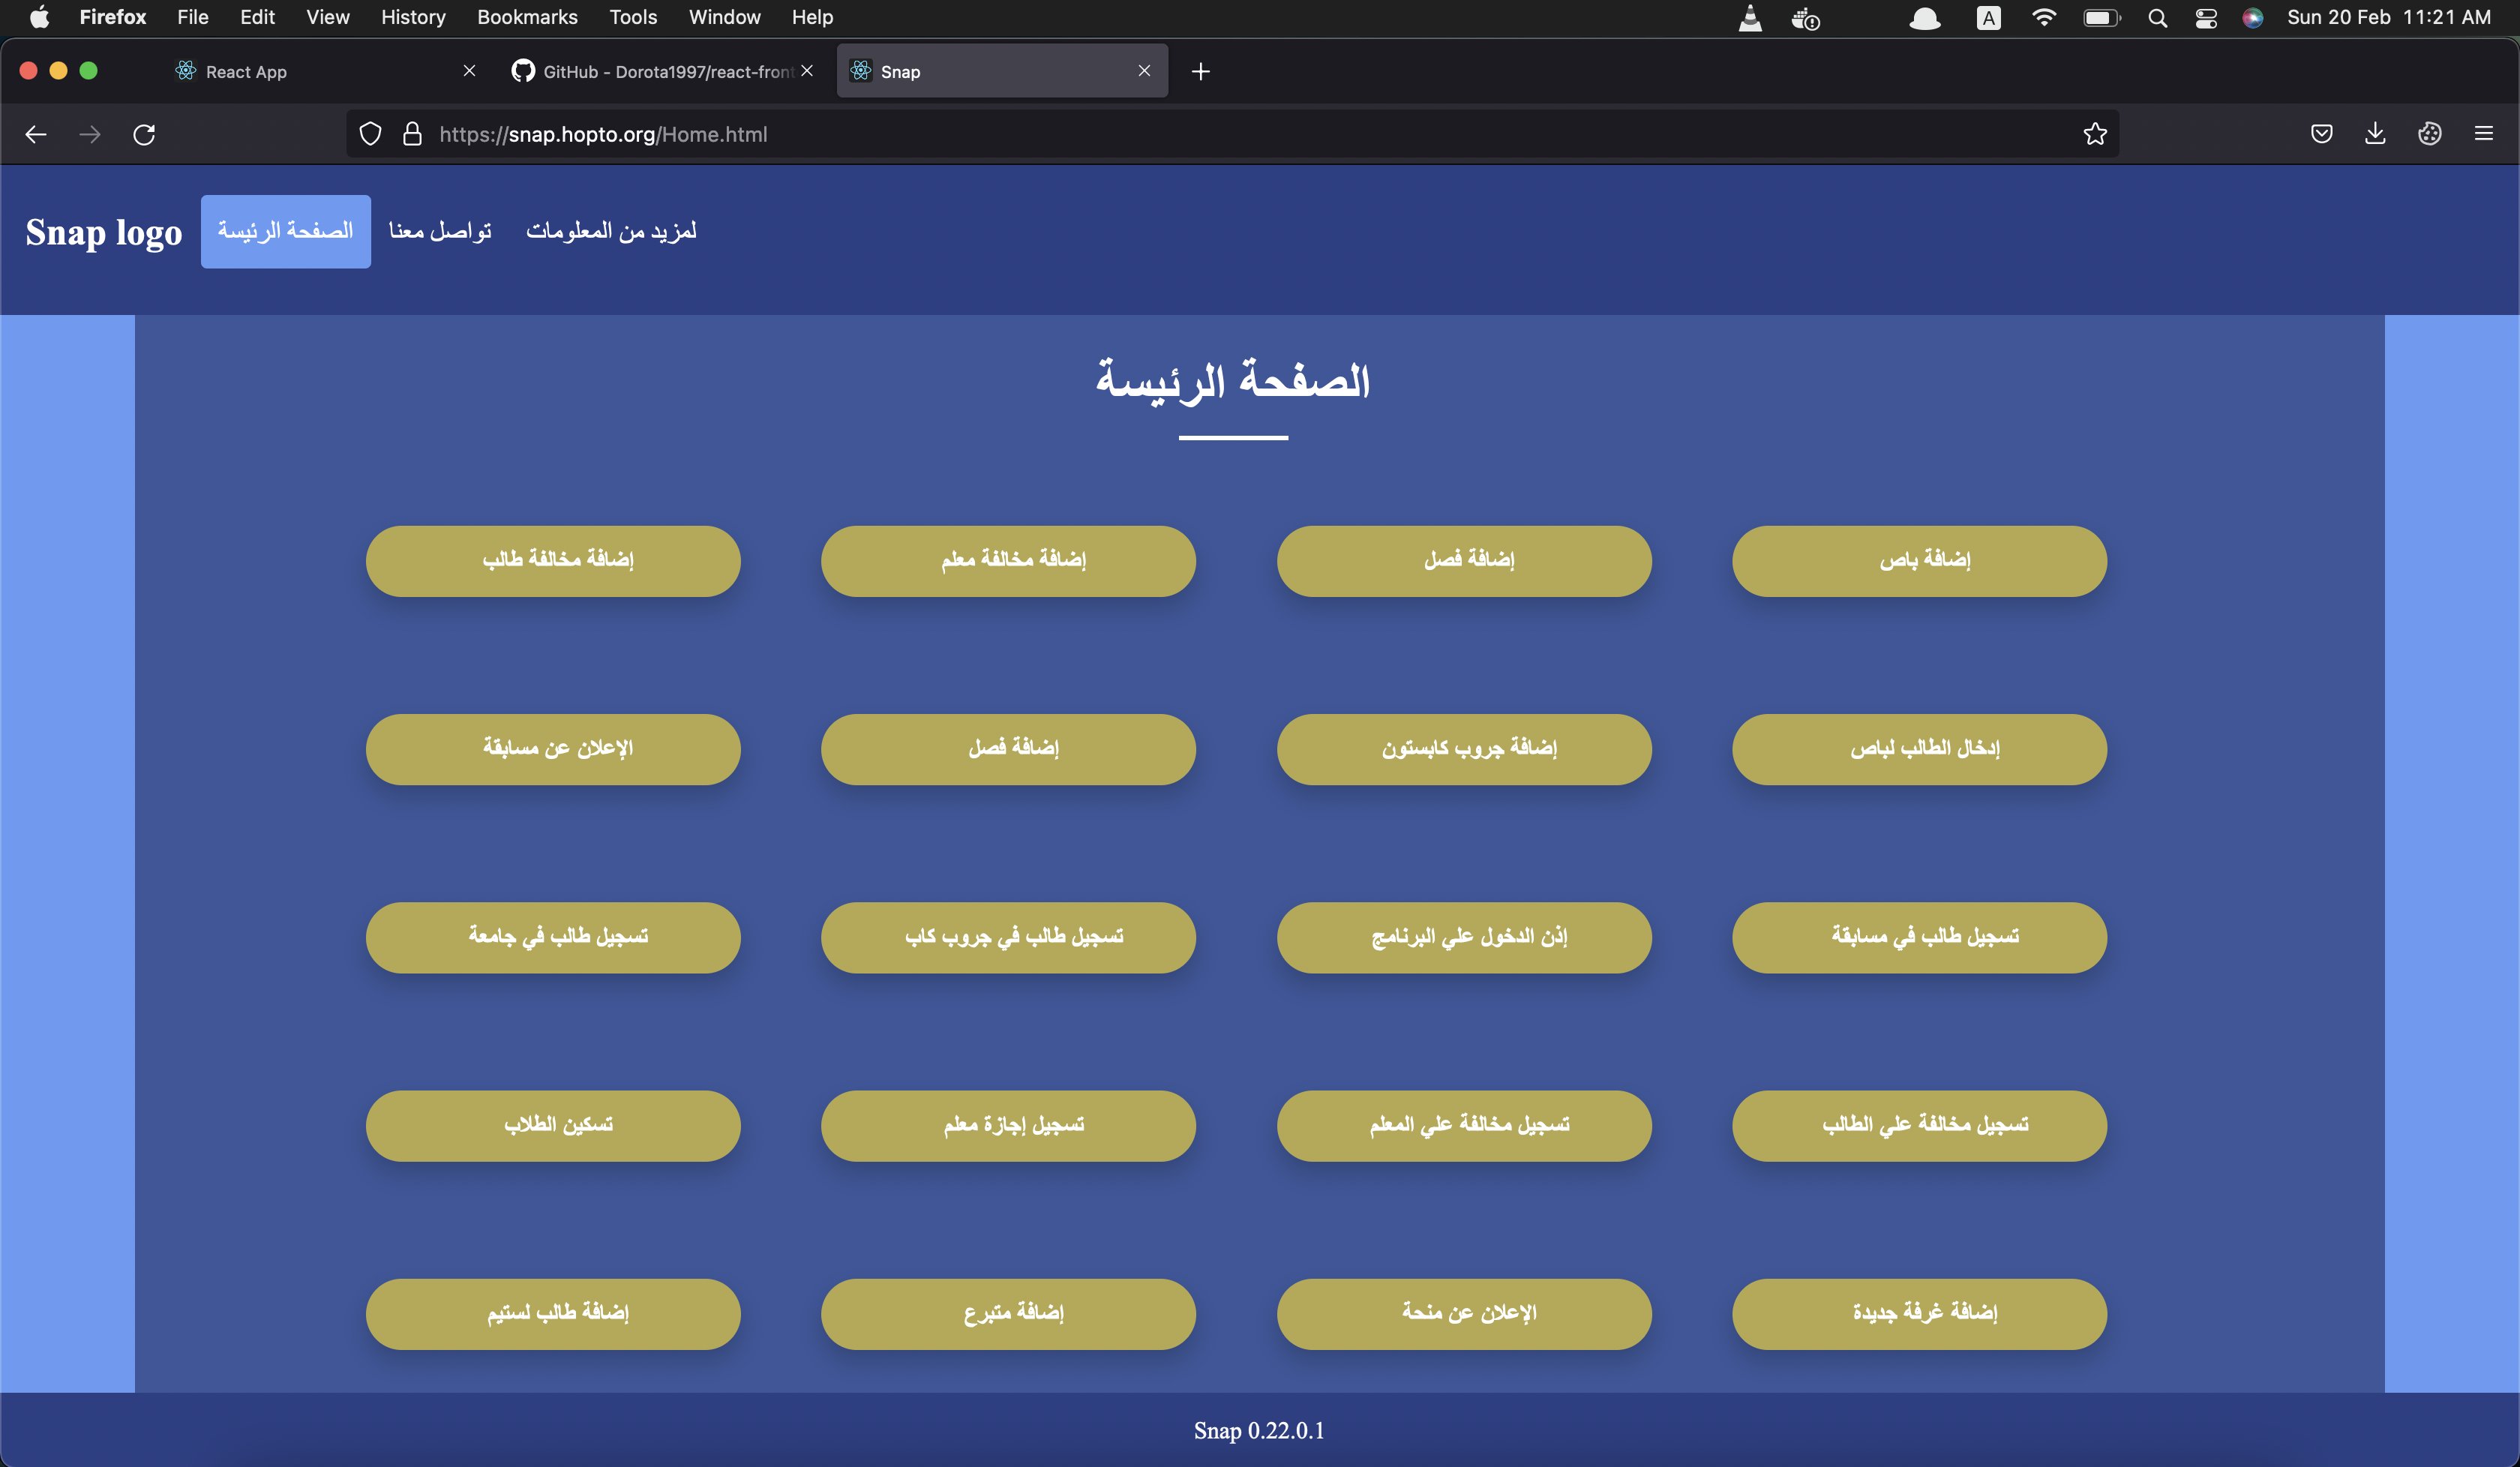 Firefox File Edit View History Bookmarks Tools Window Help A Sun 20 Feb 11:21 AM
React App GitHub - Dorota1997/react-front Snap
https://snap.hopto.org/Home.html
Snap logo الصفحة الرئيسة تواصل معنا لمزيد من المعلومات
الصفحة الرئيسة
إضافة مخالفة طالب إضافة مخالفة معلم إضافة فصل إضافة باص
الإعلان عن مسابقة إضافة فصل إضافة جروب كابستون إدخال الطالب لباص
تسجيل طالب في جامعة تسجيل طالب في جروب كاب إذن الدخول علي البرنامج تسجيل طالب في مسابقة
تسكين الطلاب تسجيل إجازة معلم تسجيل مخالفة علي المعلم تسجيل مخالفة علي الطالب
إضافة طالب لستيم إضافة متبرع الإعلان عن منحة إضافة غرفة جديدة
Snap 0.22.0.1